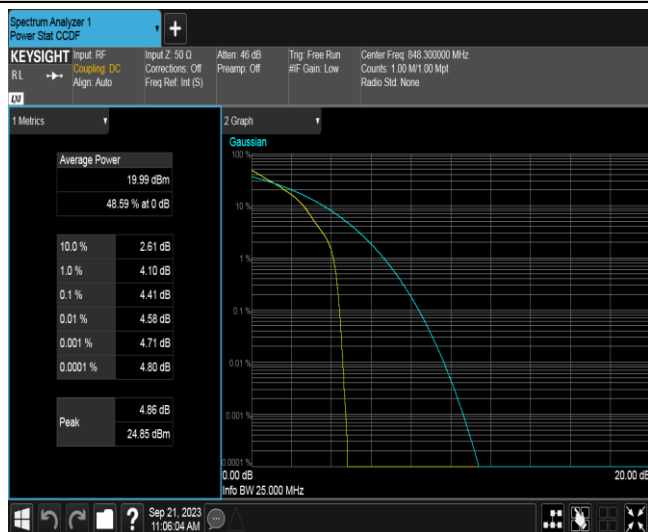 Spectrum Analyzer 1
Power Stat CCDF
+
KEYSIGHT
RL
Input: RF
Coupling: DC
Align: Auto
Input Z: 50 Ω
Corrections: Off
Freq Ref: Int (S)
Atten: 46 dB
Preamp: Off
Trig: Free Run
#IF Gain: Low
Center Freq: 848.300000 MHz
Counts: 1.00 M/1.00 Mpt
Radio Std: None
1 Metrics
Average Power
19.99 dBm
48.59 % at 0 dB
10.0 % 2.61 dB
1.0 % 4.10 dB
0.1 % 4.41 dB
0.01 % 4.58 dB
0.001 % 4.71 dB
0.0001 % 4.80 dB
Peak
4.86 dB
24.85 dBm
2 Graph
Gaussian
100 %
10 %
1 %
0.1 %
0.01 %
0.001 %
0.0001 %
0.00 dB
20.00 dB
Info BW 25.000 MHz
?
Sep 21, 2023
11:06:04 AM